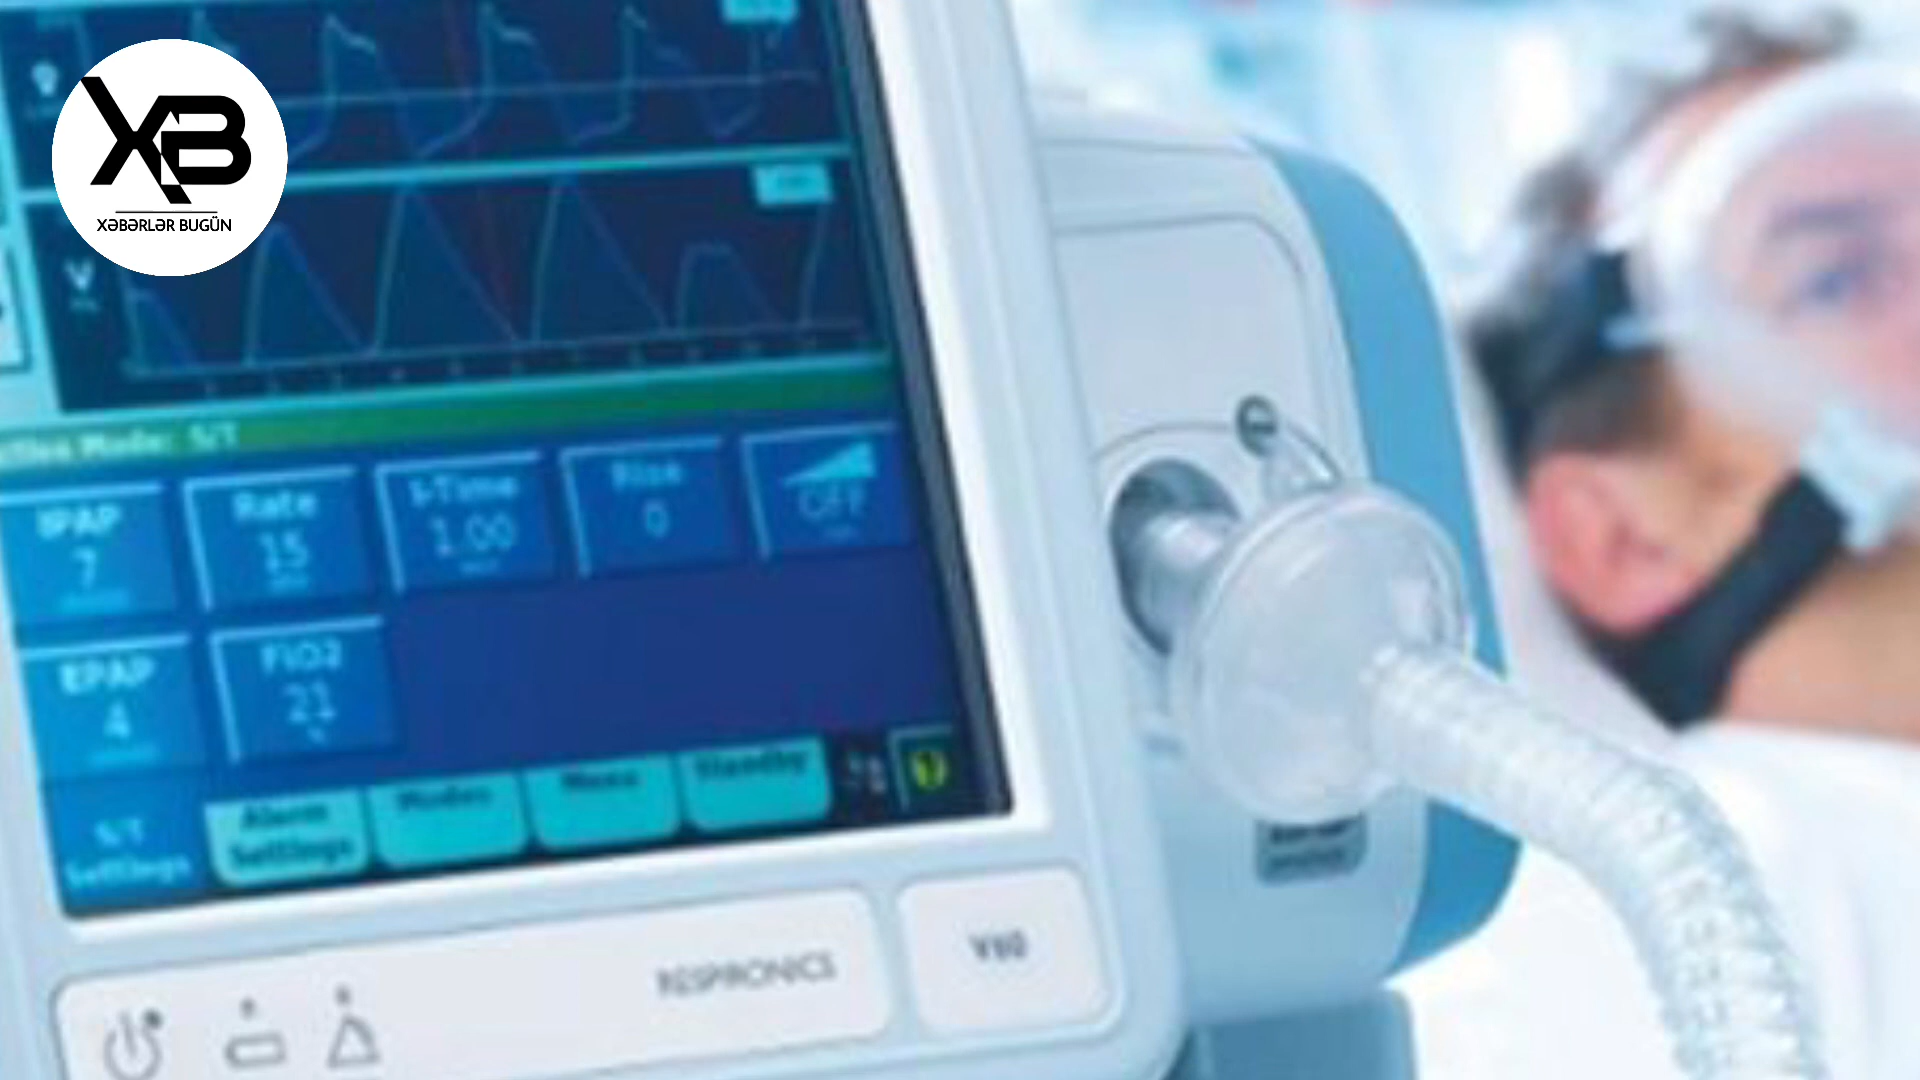 XB
XƏBƏRLƏR BUGÜN
V
Active Mode: S/T
IPAP
7
Rate
15
I-Time
1.00
Rise
0
OFF
EPAP
4
FiO2
21
%
S/T
Settings
Alarm
Settings
Modes
Menu
Standby
RESPIRONICS
V60